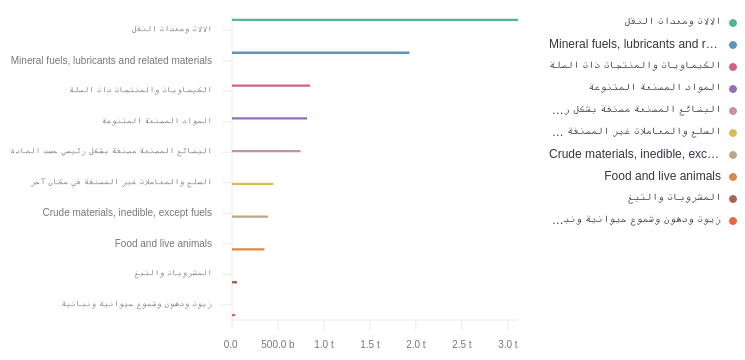 الالات ومعدات النقل
Mineral fuels, lubricants and related materials
الكيماويات والمنتجات ذات الصلة
المواد المصنعة المتنوعة
البضائع المصنعة مصنفة بشكل رئيسي حسب المادة
السلع والمعاملات غير المصنفة في مكان آخر
Crude materials, inedible, except fuels
Food and live animals
المشروبات والتبغ
زيوت ودهون وشموع حيوانية ونباتية
0.0 500.0 b 1.0 t 1.5 t 2.0 t 2.5 t 3.0 t
الالات ومعدات النقل
Mineral fuels, lubricants and r...
الكيماويات والمنتجات ذات الصلة
المواد المصنعة المتنوعة
البضائع المصنعة مصنفة بشكل ر...
السلع والمعاملات غير المصنفة ...
Crude materials, inedible, exc...
Food and live animals
المشروبات والتبغ
زيوت ودهون وشموع حيوانية ونبـ...